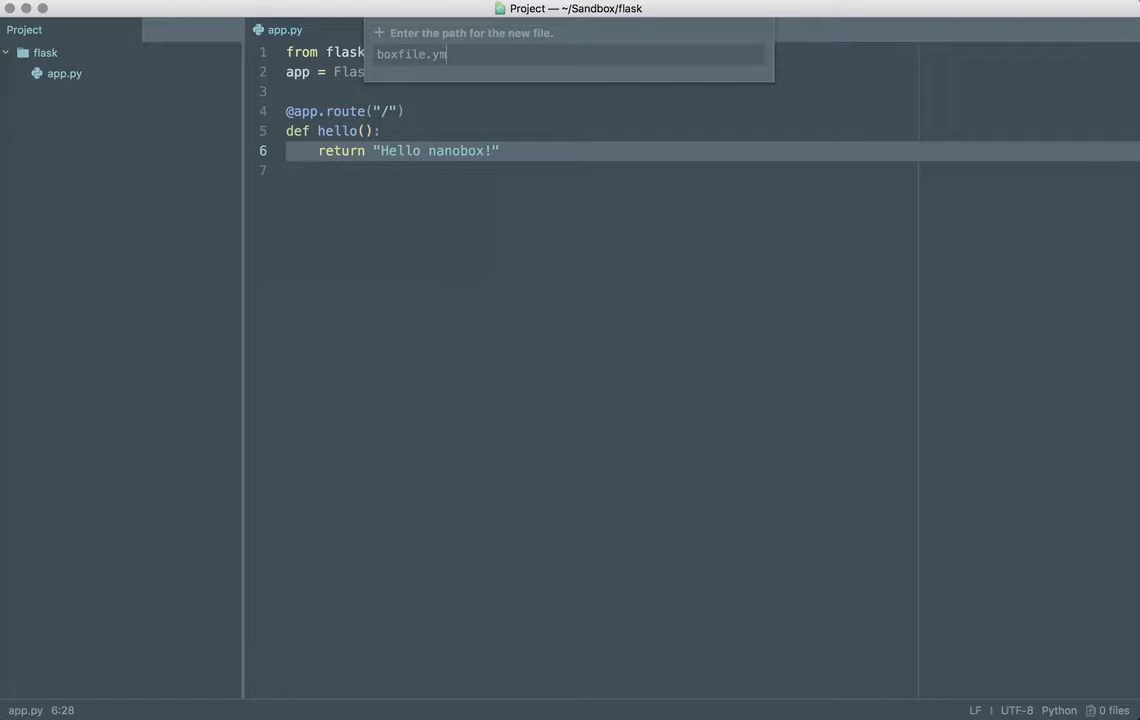 Project — ~/Sandbox/flask
Project
flask
app.py
app.py
Enter the path for the new file.
boxfile.ym
1 from flask
2 app = Flas
3
4 @app.route("/")
5 def hello():
6 return "Hello nanobox!"
7
app.py 6:28
LF UTF-8 Python 0 files